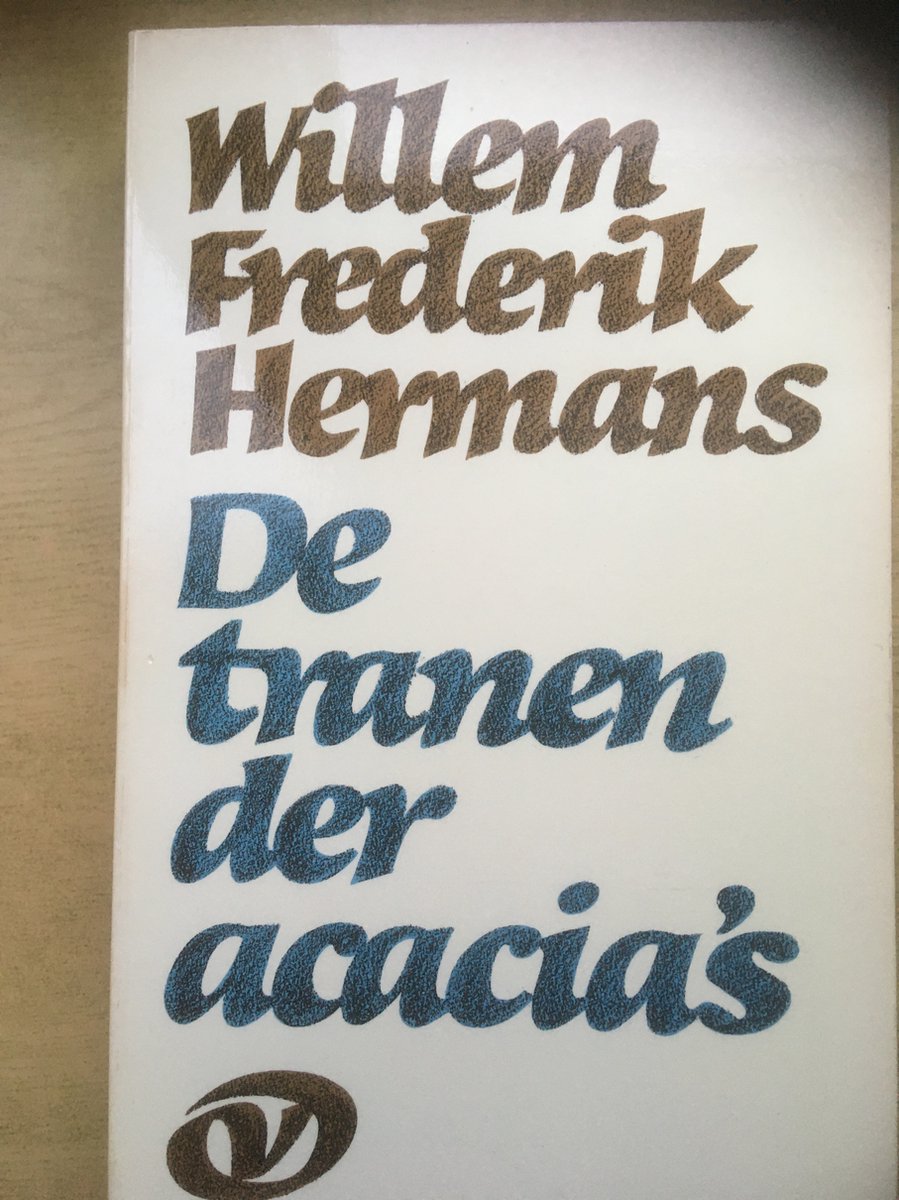 Willem
Frederik
Hermans
De
tranen
der
acacia's